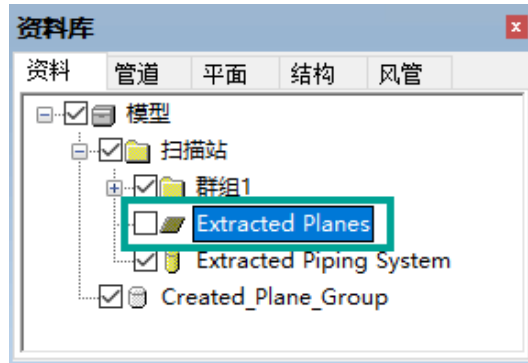 资料库
资料 管道 平面 结构 风管
模型
扫描站
群组1
Extracted Planes
Extracted Piping System
Created_Plane_Group